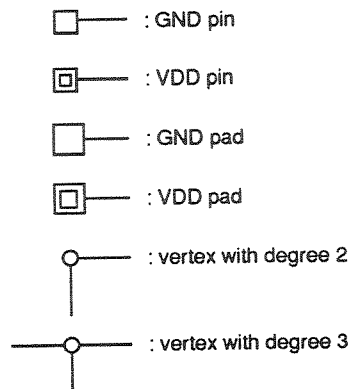 : GND pin
: VDD pin
: GND pad
: VDD pad
: vertex with degree 2
: vertex with degree 3